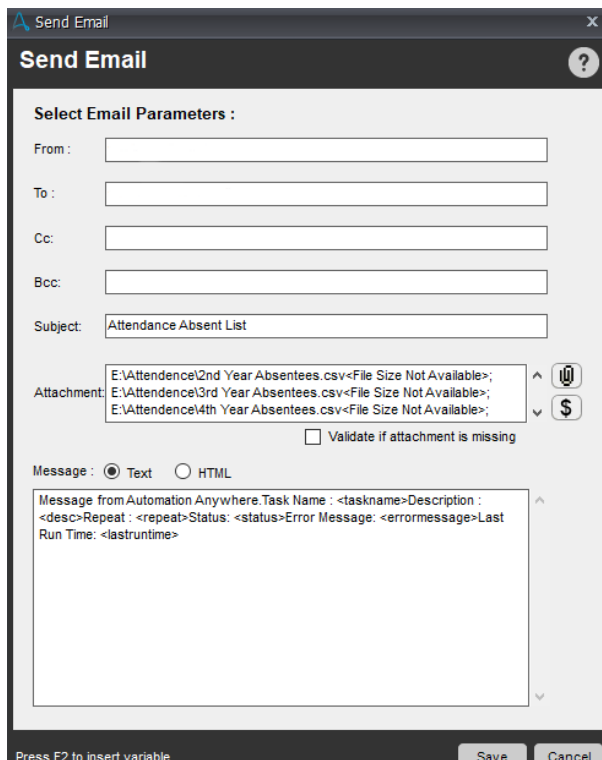 Send Email
x
Send Email
?
Select Email Parameters :
From :
To :
Cc:
Bcc:
Subject: Attendance Absent List
Attachment:
E:\Attendence\2nd Year Absentees.csv<File Size Not Available>;
E:\Attendence\3rd Year Absentees.csv<File Size Not Available>;
E:\Attendence\4th Year Absentees.csv<File Size Not Available>;
$
Validate if attachment is missing
Message : Text HTML
Message from Automation Anywhere.Task Name : <taskname>Description :
<desc>Repeat : <repeat>Status: <status>Error Message: <errormessage>Last
Run Time: <lastruntime>
Press F2 to insert variable Save Cancel